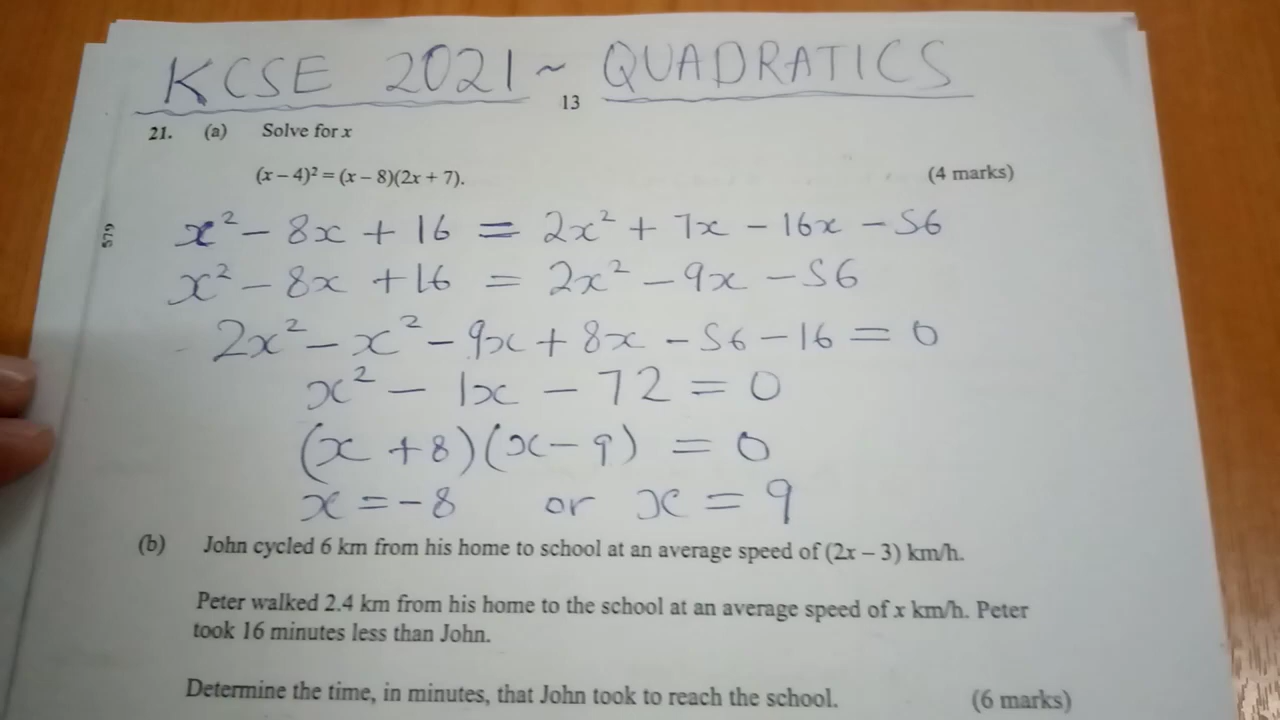 KCSE 2021 ~ QUADRATICS
13
21. (a) Solve for x
(x – 4)² = (x – 8)(2x + 7). (4 marks)
579
x² - 8x + 16 = 2x² + 7x - 16x - 56
x² - 8x + 16 = 2x² - 9x - 56
2x² - x² - 9x + 8x - 56 - 16 = 0
x² - 1x - 72 = 0
(x + 8)(x - 9) = 0
x = -8 or x = 9
(b) John cycled 6 km from his home to school at an average speed of (2x – 3) km/h.
Peter walked 2.4 km from his home to the school at an average speed of x km/h. Peter
took 16 minutes less than John.
Determine the time, in minutes, that John took to reach the school. (6 marks)